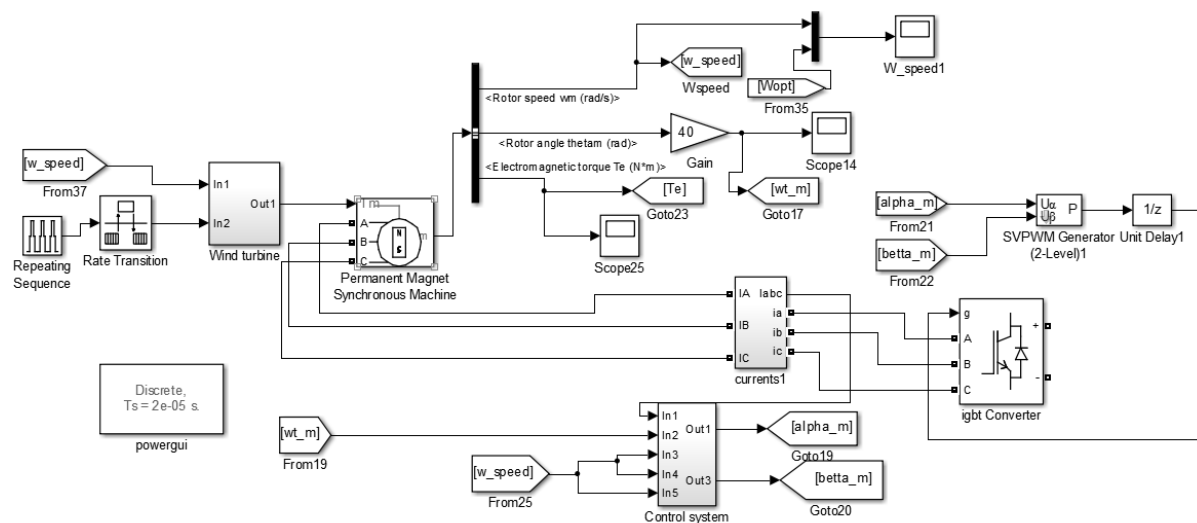 [w_speed]
Wspeed
[Wopt]
From35
W_speed1
<Rotor speed wm (rad/s)>
<Rotor angle thetam (rad)>
40
Gain
Scope14
<Electromagnetic torque Te (N*m)>
[Te]
Goto23
[wt_m]
Goto17
Scope25
[w_speed]
From37
Repeating
Sequence
Rate Transition
In1
In2
Out1
Wind turbine
Tm
A
B
C
m
N
S
Permanent Magnet
Synchronous Machine
[alpha_m]
From21
[betta_m]
From22
Uα
Uβ
P
SVPWM Generator
(2-Level)1
1/z
Unit Delay1
IA
IB
IC
Iabc
ia
ib
ic
currents1
g
A
B
C
+
-
igbt Converter
Discrete,
Ts = 2e-05 s.
powergui
[wt_m]
From19
[w_speed]
From25
In1
In2
In3
In4
In5
Out1
Out3
Control system
[alpha_m]
Goto19
[betta_m]
Goto20